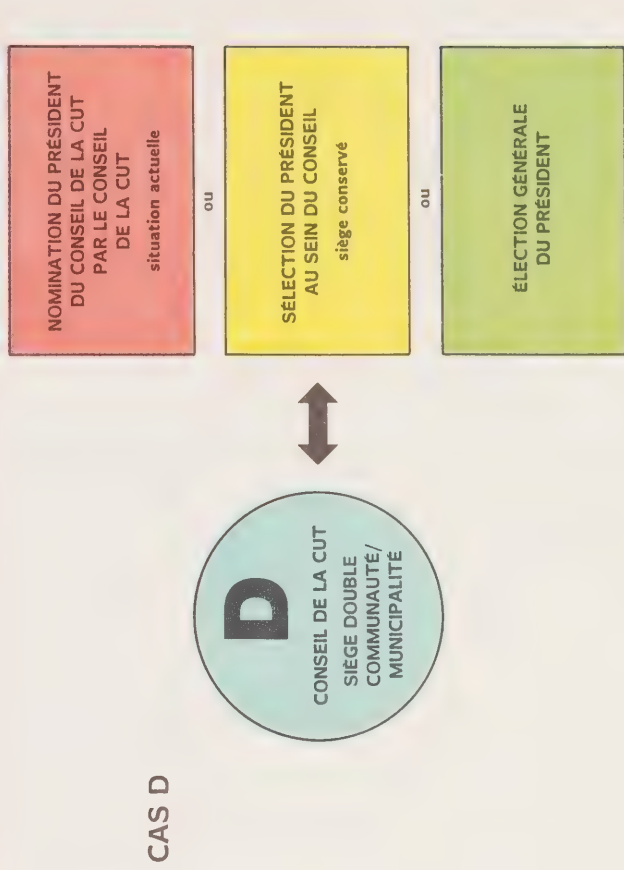 CAS D
D
CONSEIL DE LA CUT
SIÈGE DOUBLE
COMMUNAUTÉ/
MUNICIPALITÉ
NOMINATION DU PRÉSIDENT
DU CONSEIL DE LA CUT
PAR LE CONSEIL
DE LA CUT
situation actuelle
ou
SÉLECTION DU PRÉSIDENT
AU SEIN DU CONSEIL
siège conservé
ou
ÉLECTION GÉNÉRALE
DU PRÉSIDENT